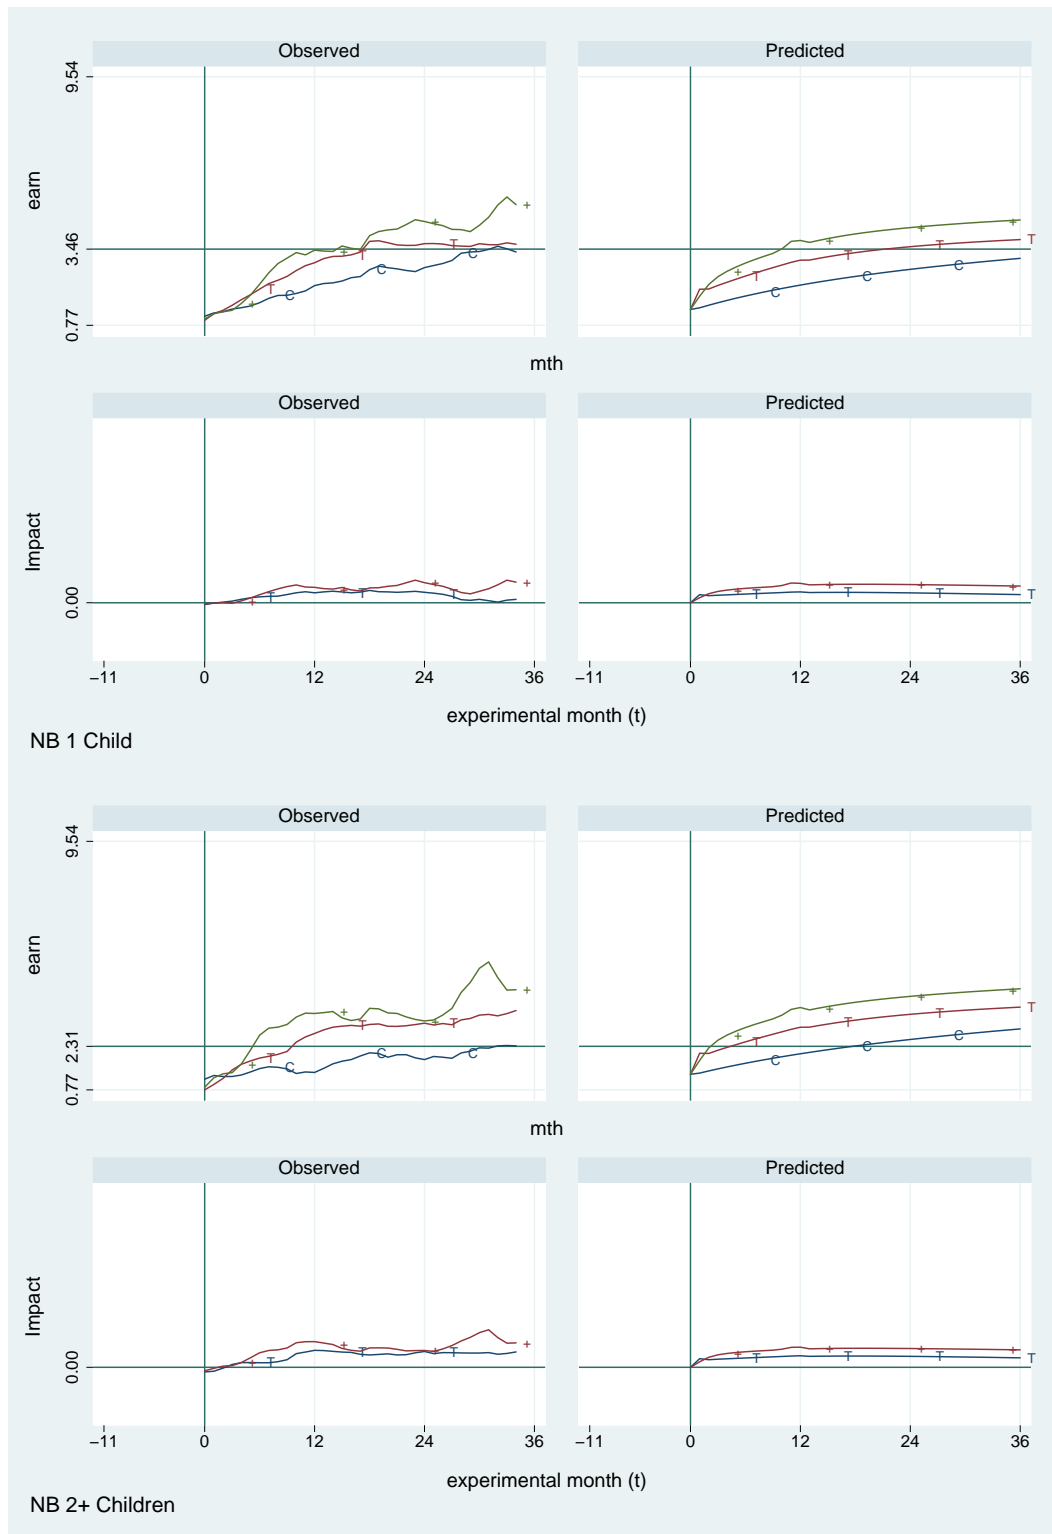 Observed Predicted
9.54
earn
3.46
0.77
+ T C + T C + T C +
+ T C + T C + T C + T
mth
Observed Predicted
Impact
0.00
+ T + T + T +
+ T + T + T + T
−11 0 12 24 36 −11 0 12 24 36
experimental month (t)
NB 1 Child
Observed Predicted
9.54
earn
2.31
0.77
+ T C + T C + T C +
+ T C + T C + T C + T
mth
Observed Predicted
Impact
0.00
+ T + T + T +
+ T + T + T + T
−11 0 12 24 36 −11 0 12 24 36
experimental month (t)
NB 2+ Children